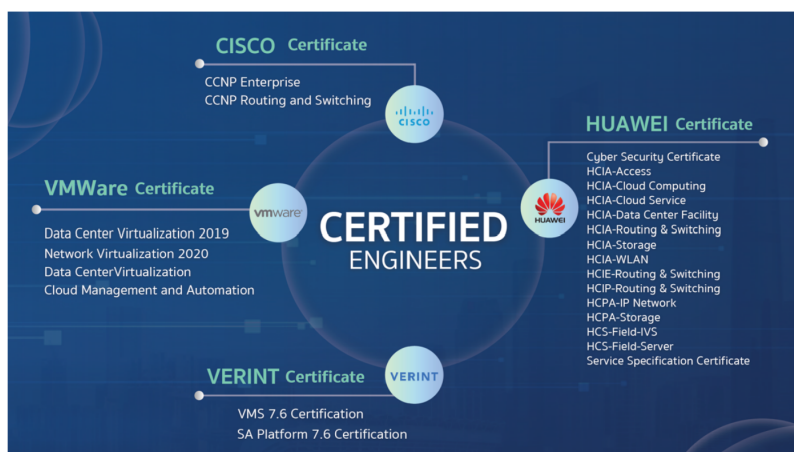 CISCO Certificate
CCNP Enterprise
CCNP Routing and Switching
CISCO
HUAWEI Certificate
Cyber Security Certificate
HCIA-Access
HCIA-Cloud Computing
HCIA-Cloud Service
HCIA-Data Center Facility
HCIA-Routing & Switching
HCIA-Storage
HCIA-WLAN
HCIE-Routing & Switching
HCIP-Routing & Switching
HCPA-IP Network
HCPA-Storage
HCS-Field-IVS
HCS-Field-Server
Service Specification Certificate
HUAWEI
VMWare Certificate
vmware
Data Center Virtualization 2019
Network Virtualization 2020
Data CenterVirtualization
Cloud Management and Automation
CERTIFIED
ENGINEERS
VERINT Certificate
VERINT
VMS 7.6 Certification
SA Platform 7.6 Certification